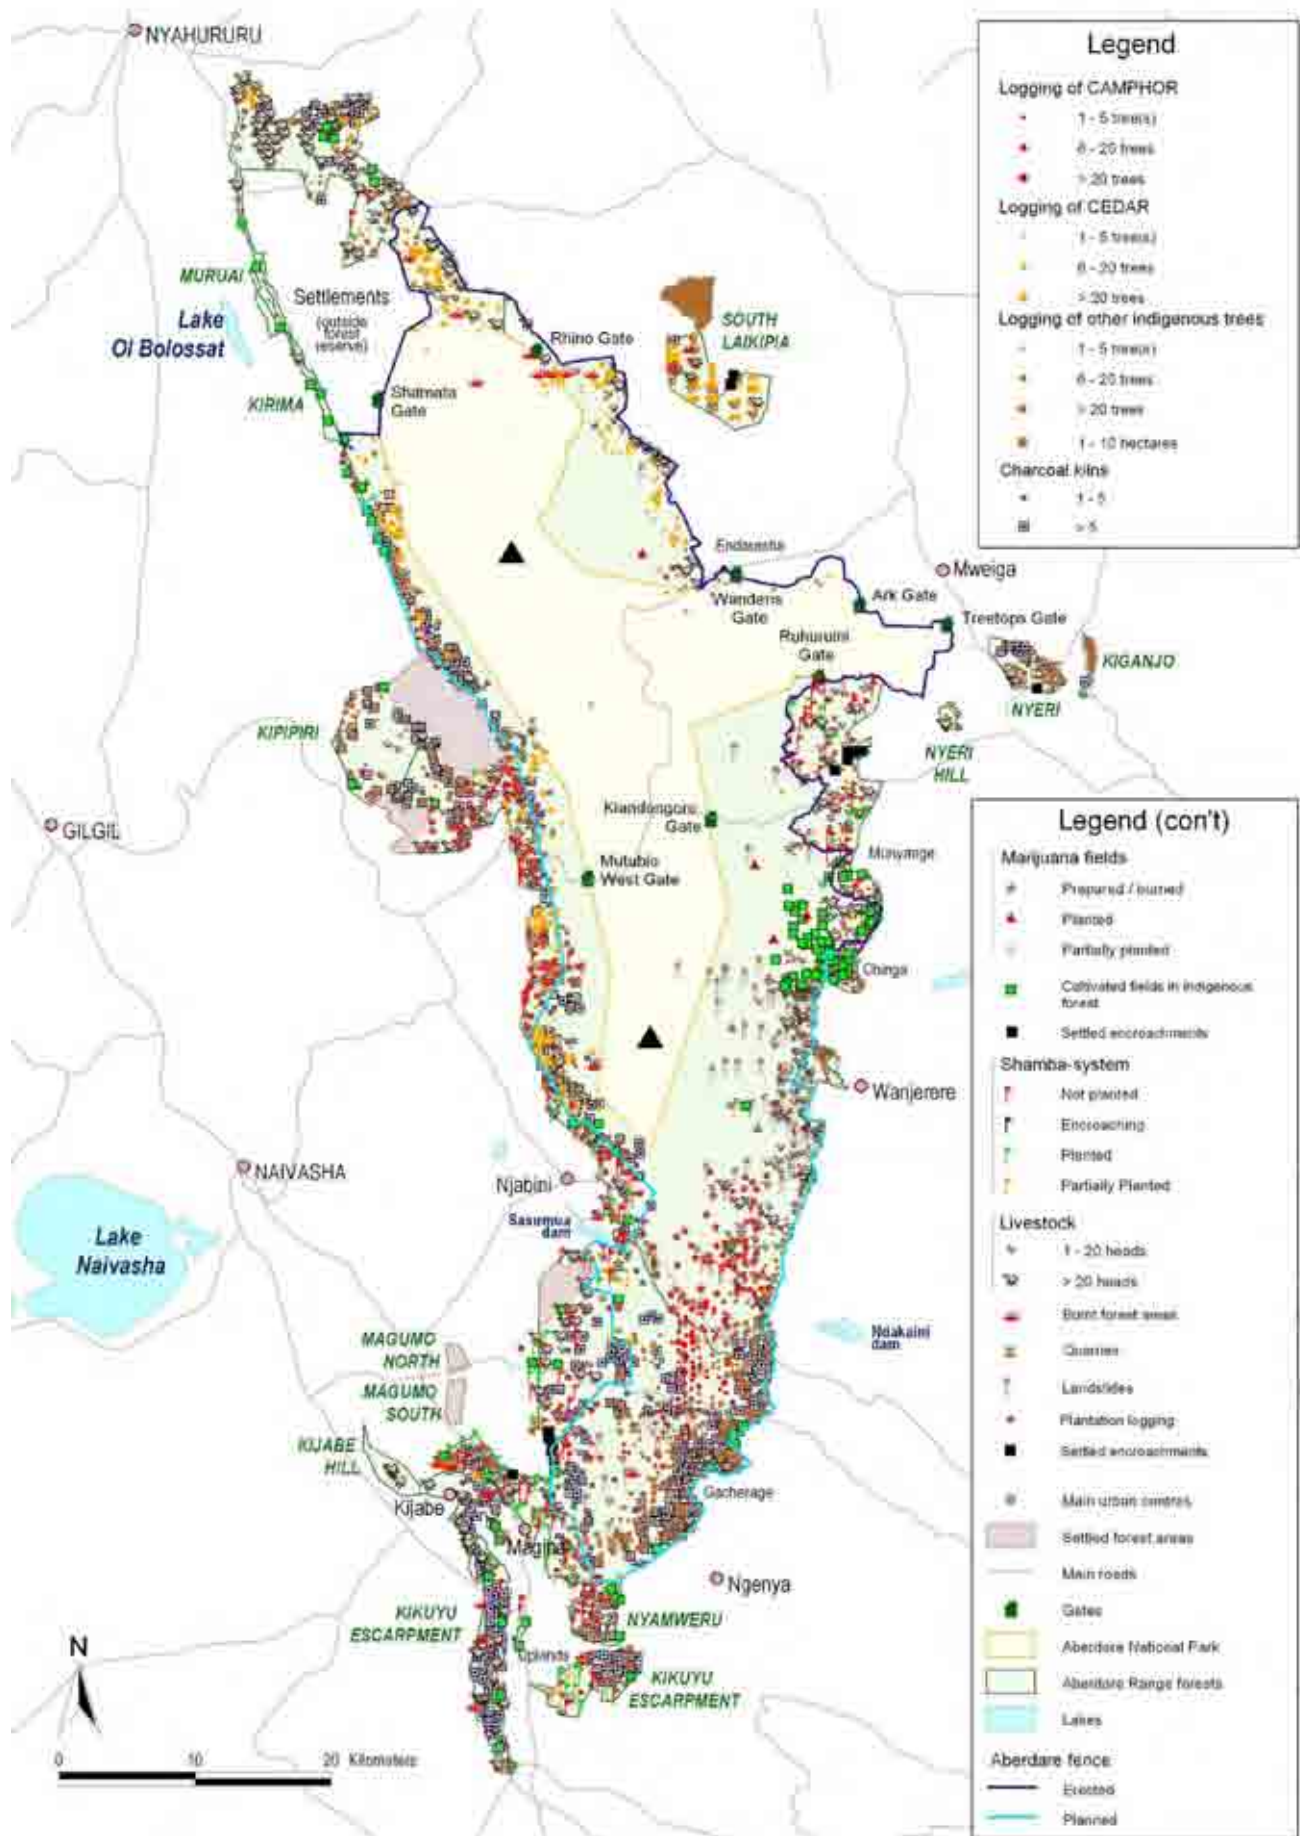 NYAHURURU
Legend
Logging of CAMPHOR
1 - 5 tree(s)
6 - 20 trees
> 20 trees
Logging of CEDAR
1 - 5 tree(s)
6 - 20 trees
> 20 trees
Logging of other indigenous trees
1 - 5 tree(s)
6 - 20 trees
> 20 trees
1 - 10 hectares
Charcoal kilns
1 - 5
> 5
MURUAI
Settlements
(outside
forest
reserve)
Lake
Ol Bolossat
SOUTH
LAIKIPIA
Rhino Gate
KIRIMA
Shamata
Gate
Mweiga
Wanderis
Gate
Ark Gate
Treetops Gate
Ruhuruini
Gate
KIGANJO
NYERI
KIPIPIRI
NYERI
HILL
GILGIL
Kiandongoro
Gate
Mutubio
West Gate
Munyange
Chinga
Wanjerere
NAIVASHA
Njabini
Sasumua
dam
Lake
Naivasha
Ndakaini
dam
MAGUMO
NORTH
MAGUMO
SOUTH
KIJABE
HILL
Kijabe
Gacherage
Magina
Ngenya
KIKUYU
ESCARPMENT
NYAMWERU
Uplands
KIKUYU
ESCARPMENT
N
0 10 20 Kilometers
Legend (con't)
Marijuana fields
Prepared / burned
Planted
Partially planted
Cultivated fields in indigenous
forest
Settled encroachments
Shamba-system
Not planted
Encroaching
Planted
Partially Planted
Livestock
1 - 20 heads
> 20 heads
Burnt forest areas
Quarries
Landslides
Plantation logging
Settled encroachments
Main urban centres
Settled forest areas
Main roads
Gates
Aberdare National Park
Aberdare Range forests
Lakes
Aberdare fence
Erected
Planned